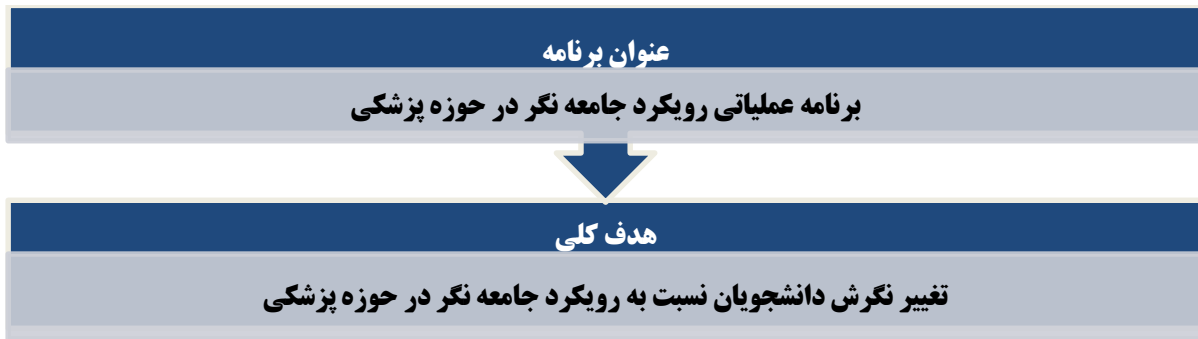 عنوان برنامه
برنامه عملیاتی رویکرد جامعه نگر در حوزه پزشکی
هدف کلی
تغییر نگرش دانشجویان نسبت به رویکرد جامعه نگر در حوزه پزشکی